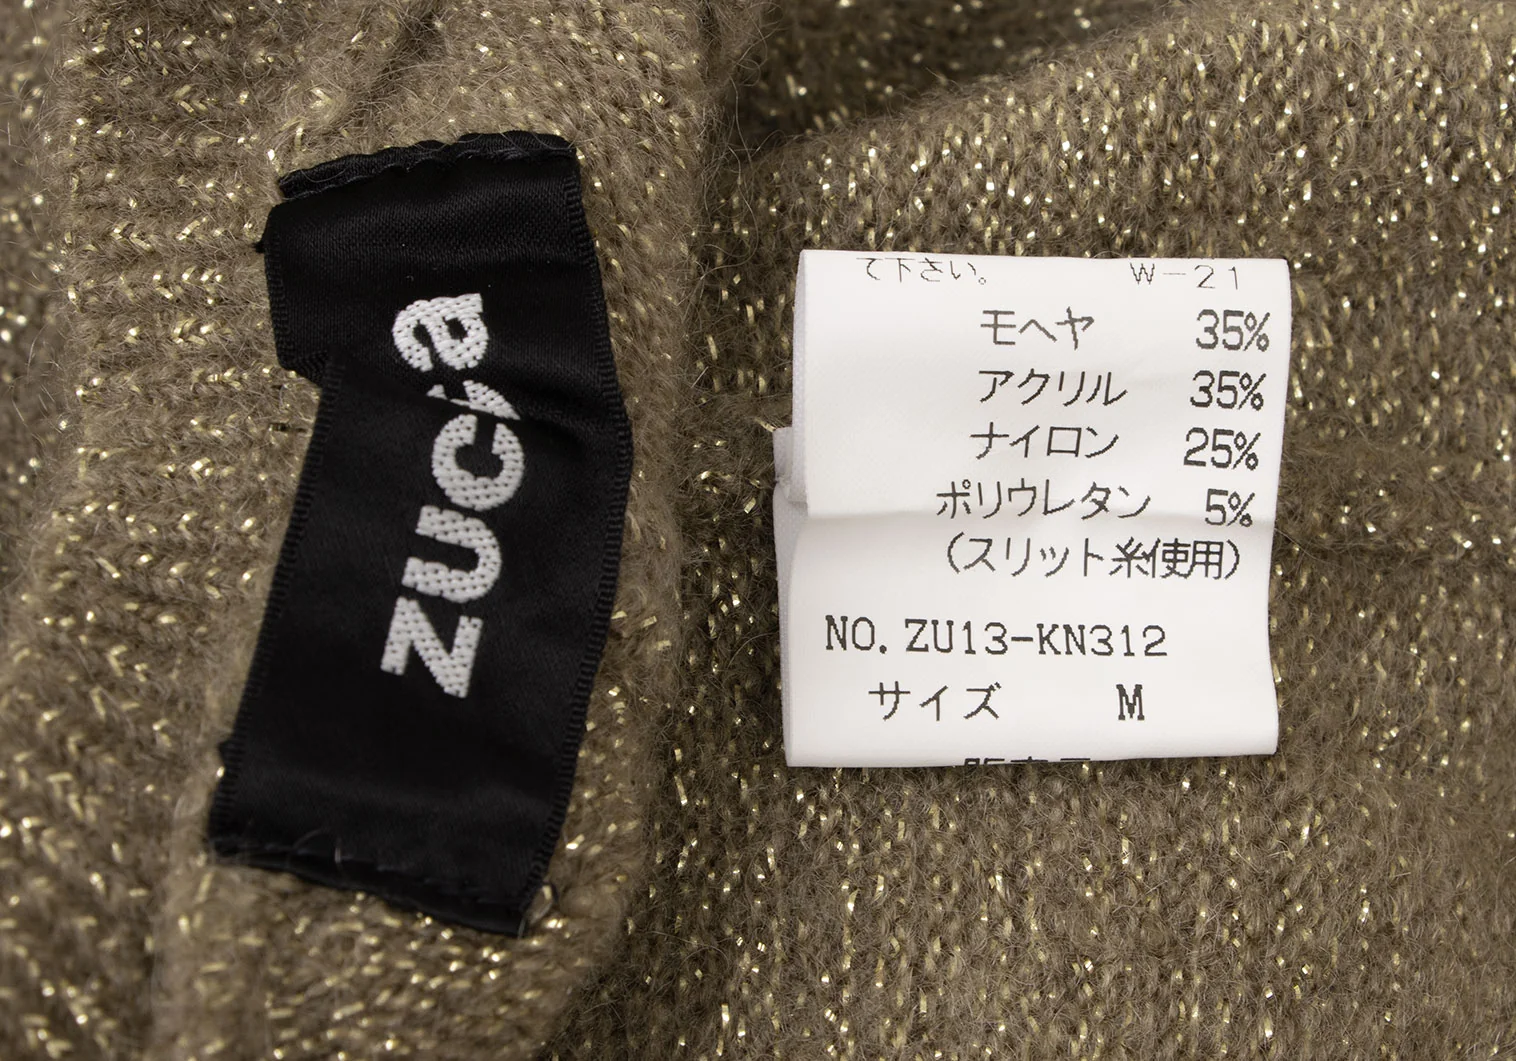 zuc
a
て下さい。 W-21
モヘヤ 35%
アクリル 35%
ナイロン 25%
ポリウレタン 5%
(スリット糸使用)
NO. ZU13-KN312
サイズ M